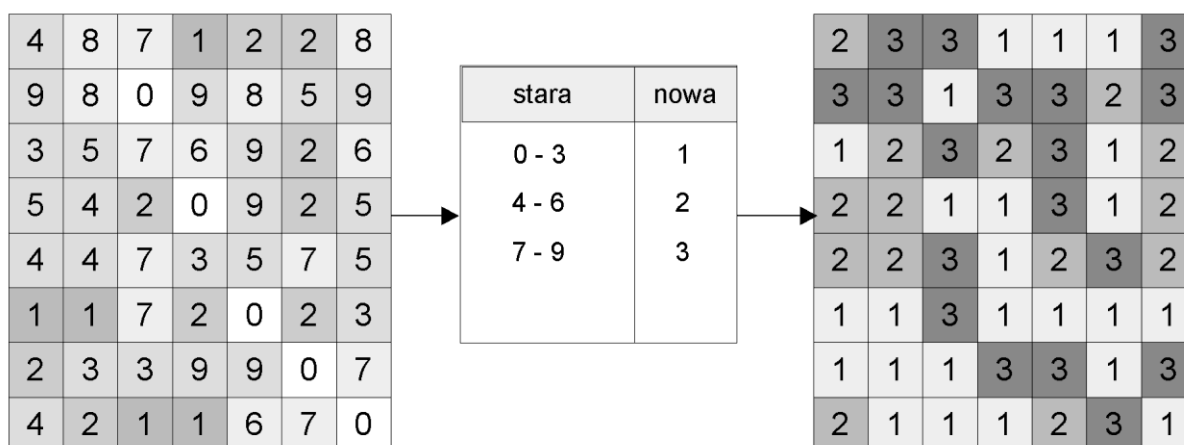 4 8 7 1 2 2 8
9 8 0 9 8 5 9
3 5 7 6 9 2 6
5 4 2 0 9 2 5
4 4 7 3 5 7 5
1 1 7 2 0 2 3
2 3 3 9 9 0 7
4 2 1 1 6 7 0
stara nowa
0 - 3 1
4 - 6 2
7 - 9 3
2 3 3 1 1 1 3
3 3 1 3 3 2 3
1 2 3 2 3 1 2
2 2 1 1 3 1 2
2 2 3 1 2 3 2
1 1 3 1 1 1 1
1 1 1 3 3 1 3
2 1 1 1 2 3 1